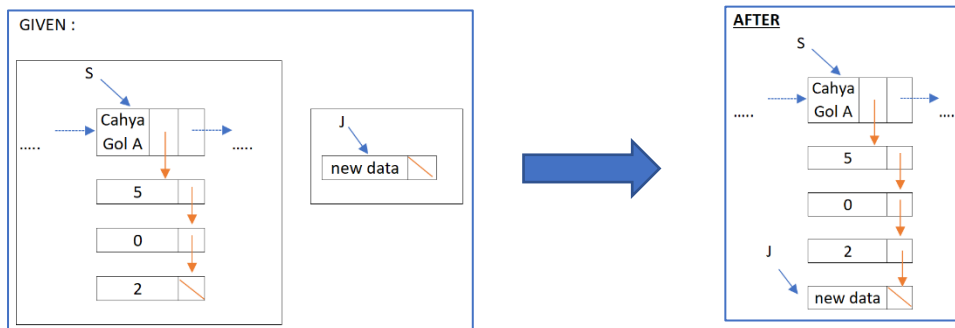 GIVEN :
S
Cahya
Gol A
.....
.....
5
0
2
J
new data
AFTER
S
Cahya
Gol A
.....
.....
5
0
2
J
new data